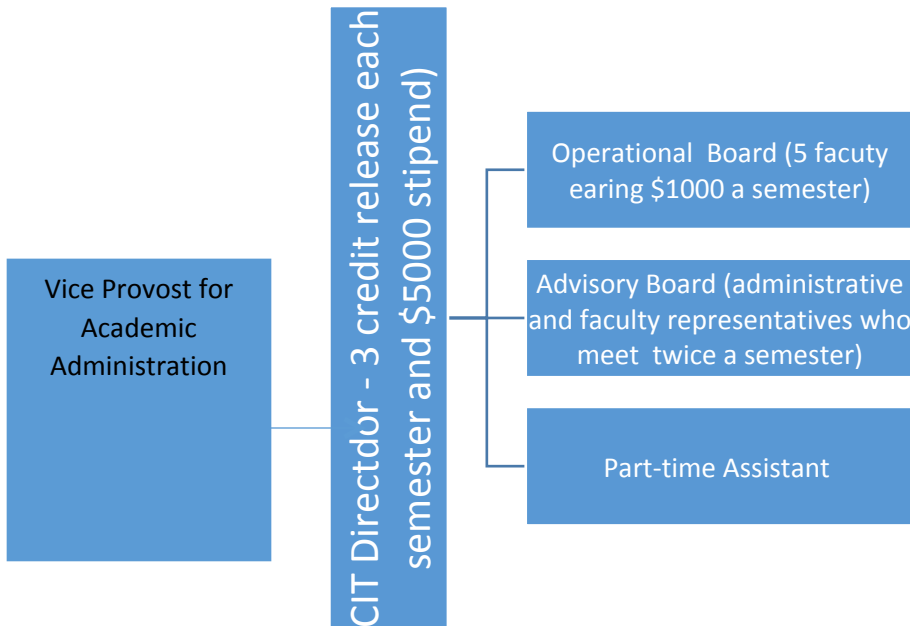 Vice Provost for
Academic
Administration
CIT Directdor - 3 credit release each
semester and $5000 stipend)
Operational Board (5 facuty
earing $1000 a semester)
Advisory Board (administrative
and faculty representatives who
meet twice a semester)
Part-time Assistant